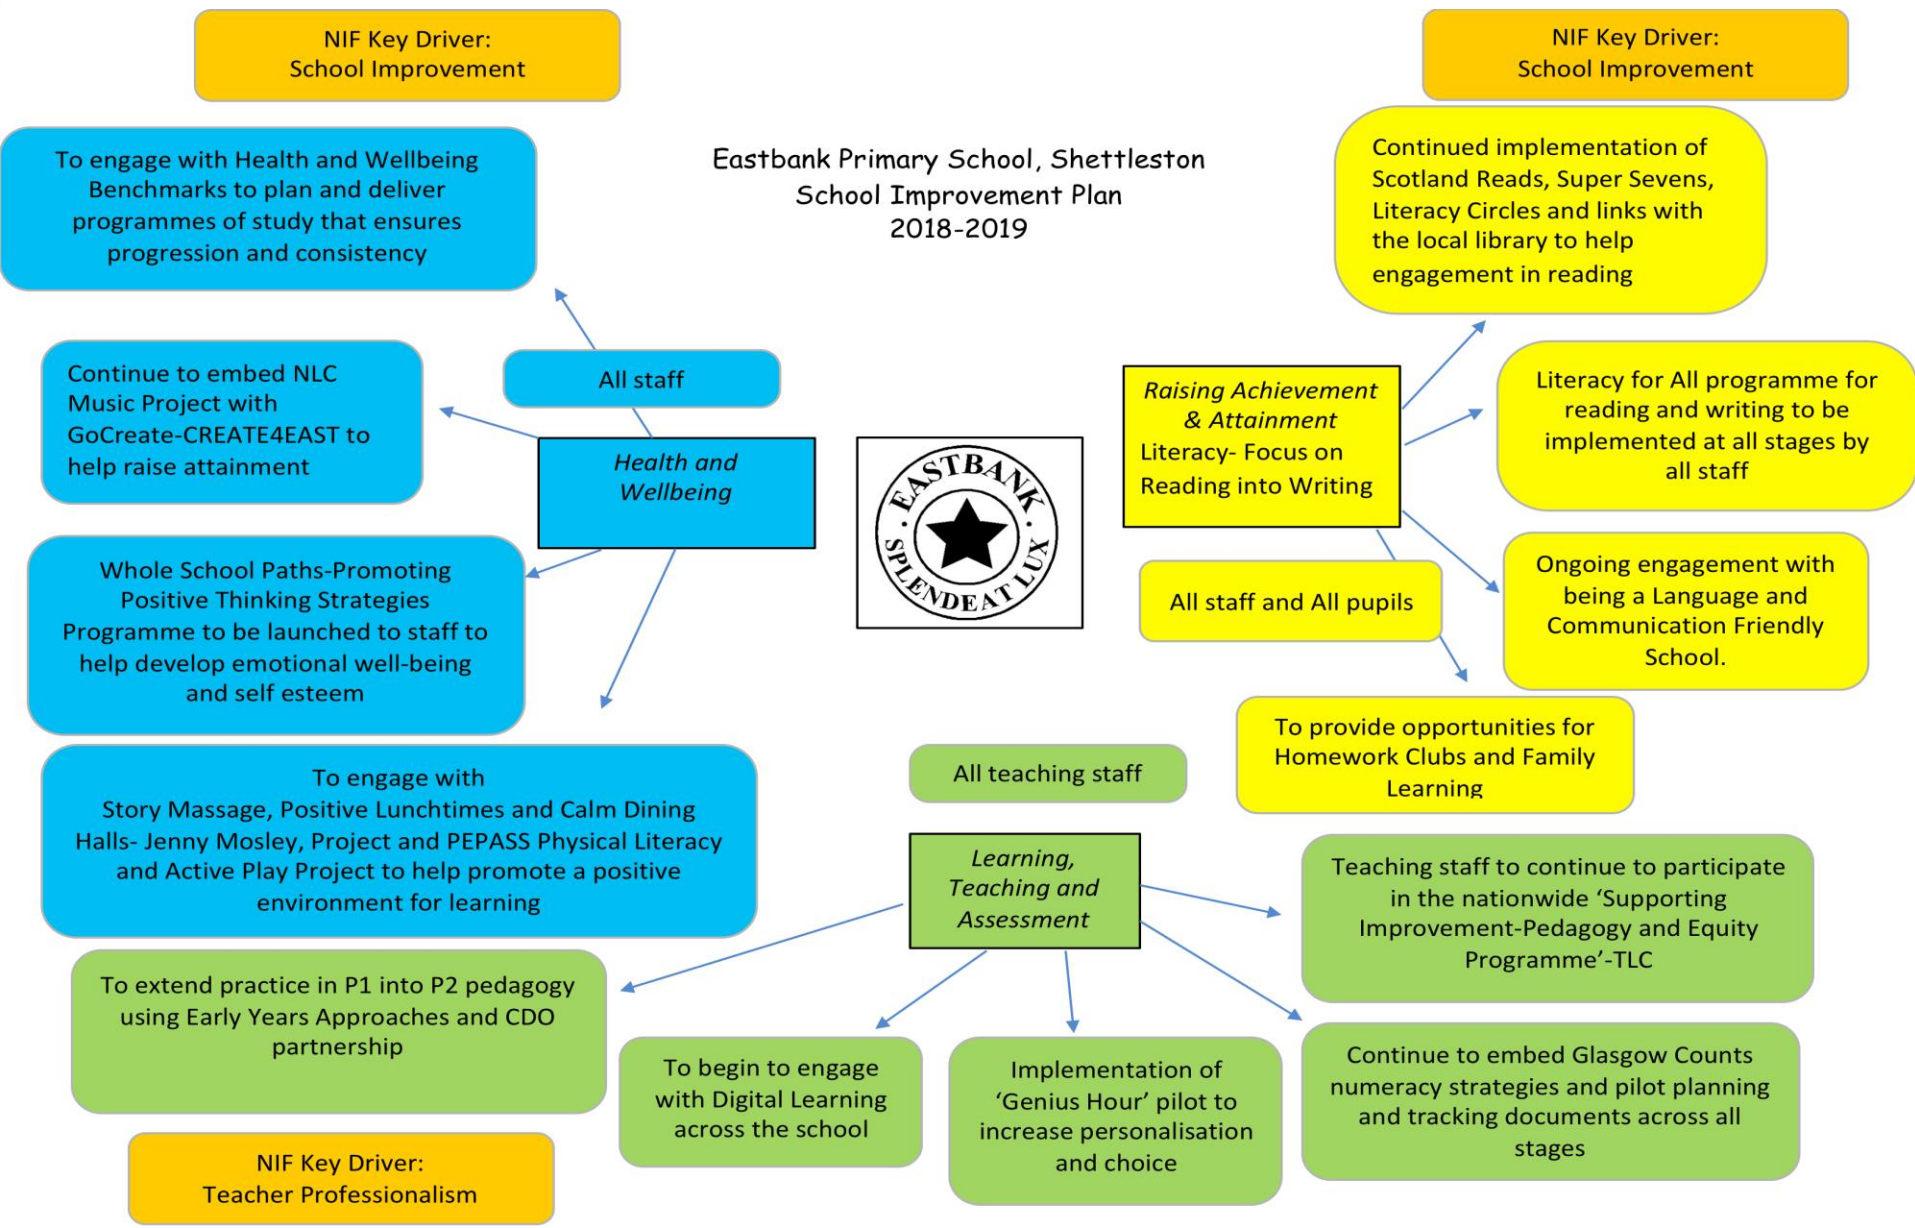 NIF Key Driver:
School Improvement
NIF Key Driver:
School Improvement
Eastbank Primary School, Shettleston
School Improvement Plan
2018-2019
To engage with Health and Wellbeing
Benchmarks to plan and deliver
programmes of study that ensures
progression and consistency
All staff
Continue to embed NLC
Music Project with
GoCreate-CREATE4EAST to
help raise attainment
Health and
Wellbeing
Whole School Paths-Promoting
Positive Thinking Strategies
Programme to be launched to staff to
help develop emotional well-being
and self esteem
To engage with
Story Massage, Positive Lunchtimes and Calm Dining
Halls- Jenny Mosley, Project and PEPASS Physical Literacy
and Active Play Project to help promote a positive
environment for learning
EASTBANK
SPLENDEAT LUX
Continued implementation of
Scotland Reads, Super Sevens,
Literacy Circles and links with
the local library to help
engagement in reading
Raising Achievement
& Attainment
Literacy- Focus on
Reading into Writing
Literacy for All programme for
reading and writing to be
implemented at all stages by
all staff
All staff and All pupils
Ongoing engagement with
being a Language and
Communication Friendly
School.
To provide opportunities for
Homework Clubs and Family
Learning
All teaching staff
Learning,
Teaching and
Assessment
Teaching staff to continue to participate
in the nationwide ‘Supporting
Improvement-Pedagogy and Equity
Programme’-TLC
To extend practice in P1 into P2 pedagogy
using Early Years Approaches and CDO
partnership
To begin to engage
with Digital Learning
across the school
Implementation of
‘Genius Hour’ pilot to
increase personalisation
and choice
Continue to embed Glasgow Counts
numeracy strategies and pilot planning
and tracking documents across all
stages
NIF Key Driver:
Teacher Professionalism